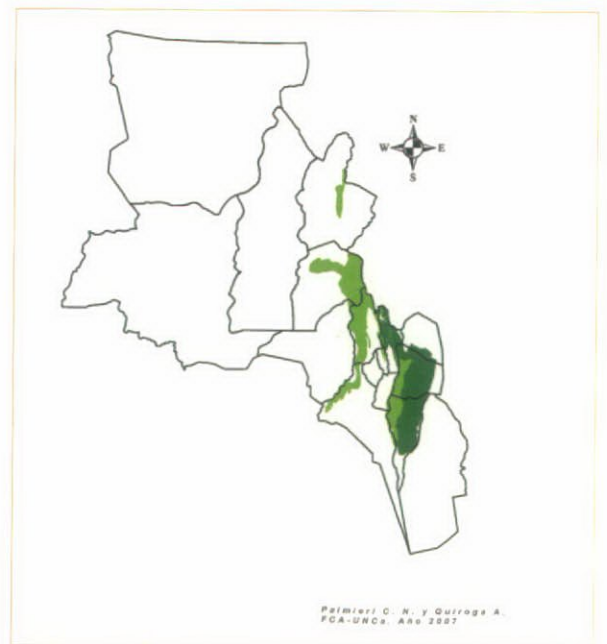 N
W E
S
Palmieri C. N. y Quiroga A.
FCA-UNCa. Año 2007